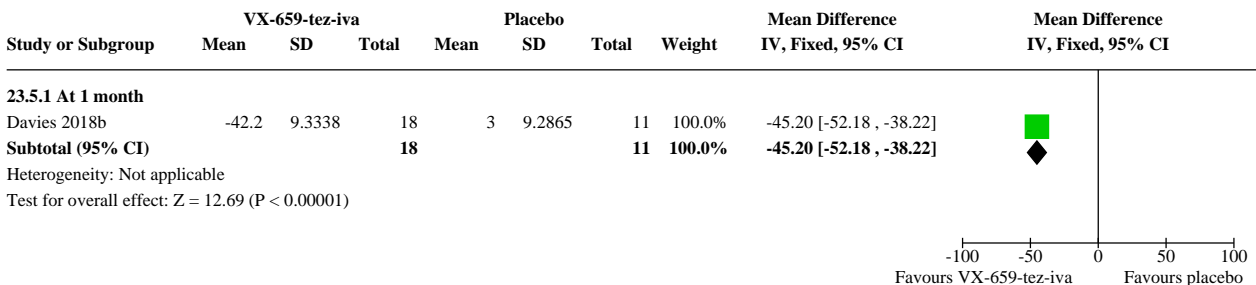 VX-659-tez-iva Placebo Mean Difference Mean Difference
Study or Subgroup Mean SD Total Mean SD Total Weight IV, Fixed, 95% CI IV, Fixed, 95% CI
23.5.1 At 1 month
Davies 2018b -42.2 9.3338 18 3 9.2865 11 100.0% -45.20 [-52.18 , -38.22]
Subtotal (95% CI) 18 11 100.0% -45.20 [-52.18 , -38.22]
Heterogeneity: Not applicable
Test for overall effect: Z = 12.69 (P < 0.00001)
-100 -50 0 50 100
Favours VX-659-tez-iva Favours placebo